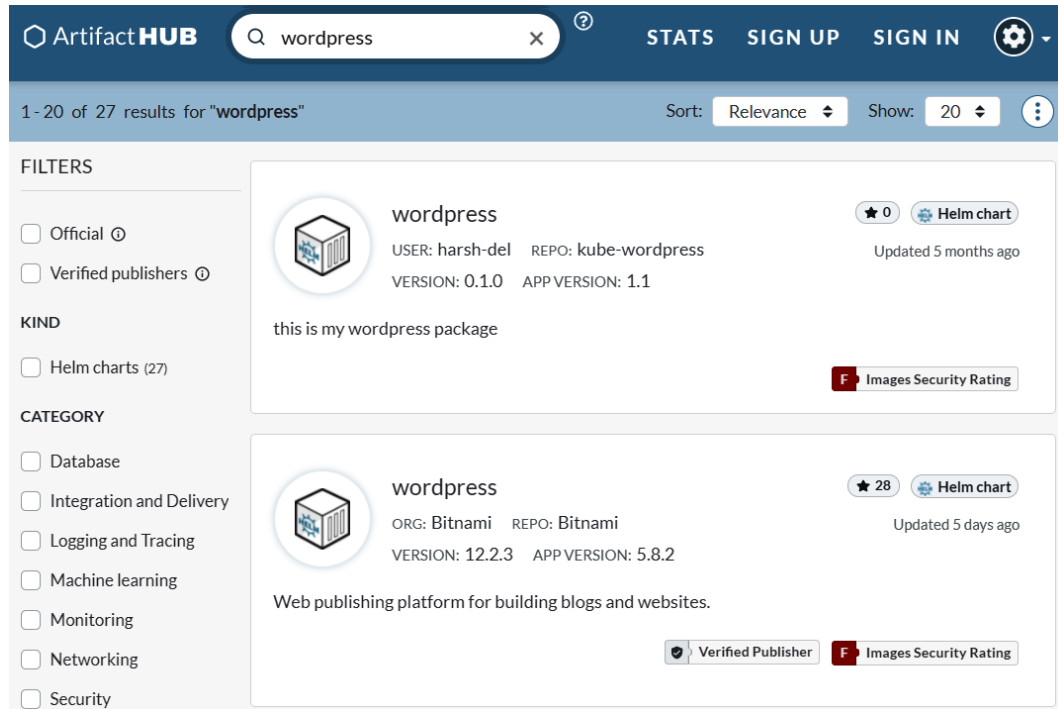 Artifact HUB
wordpress
STATS SIGN UP SIGN IN
1 - 20 of 27 results for "wordpress"
Sort: Relevance Show: 20
FILTERS
Official
Verified publishers
KIND
Helm charts (27)
CATEGORY
Database
Integration and Delivery
Logging and Tracing
Machine learning
Monitoring
Networking
Security
wordpress
0 Helm chart
USER: harsh-del REPO: kube-wordpress
Updated 5 months ago
VERSION: 0.1.0 APP VERSION: 1.1
this is my wordpress package
HELM
F Images Security Rating
wordpress
28 Helm chart
ORG: Bitnami REPO: Bitnami
Updated 5 days ago
VERSION: 12.2.3 APP VERSION: 5.8.2
HELM
Web publishing platform for building blogs and websites.
Verified Publisher F Images Security Rating